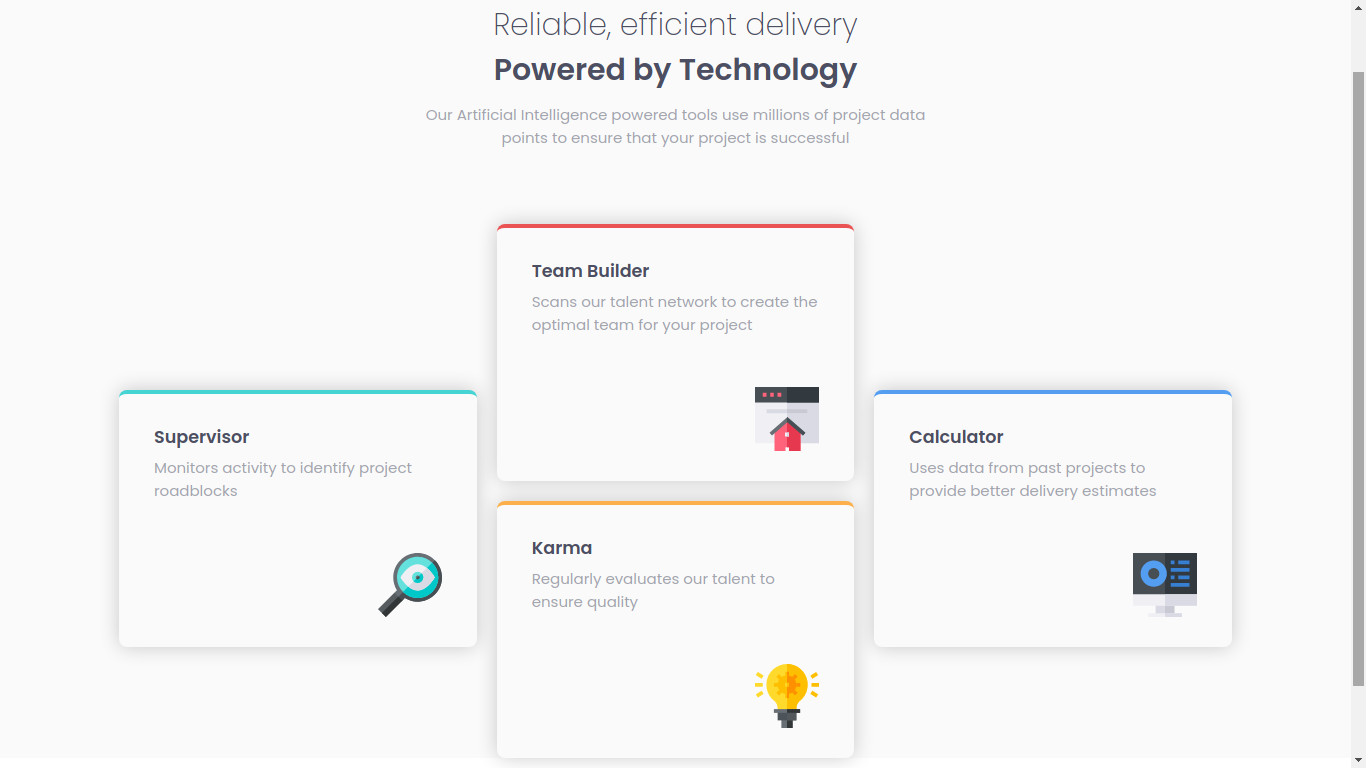 Reliable, efficient delivery
Powered by Technology
Our Artificial Intelligence powered tools use millions of project data
points to ensure that your project is successful
Team Builder
Scans our talent network to create the
optimal team for your project
Supervisor
Monitors activity to identify project
roadblocks
Calculator
Uses data from past projects to
provide better delivery estimates
Karma
Regularly evaluates our talent to
ensure quality